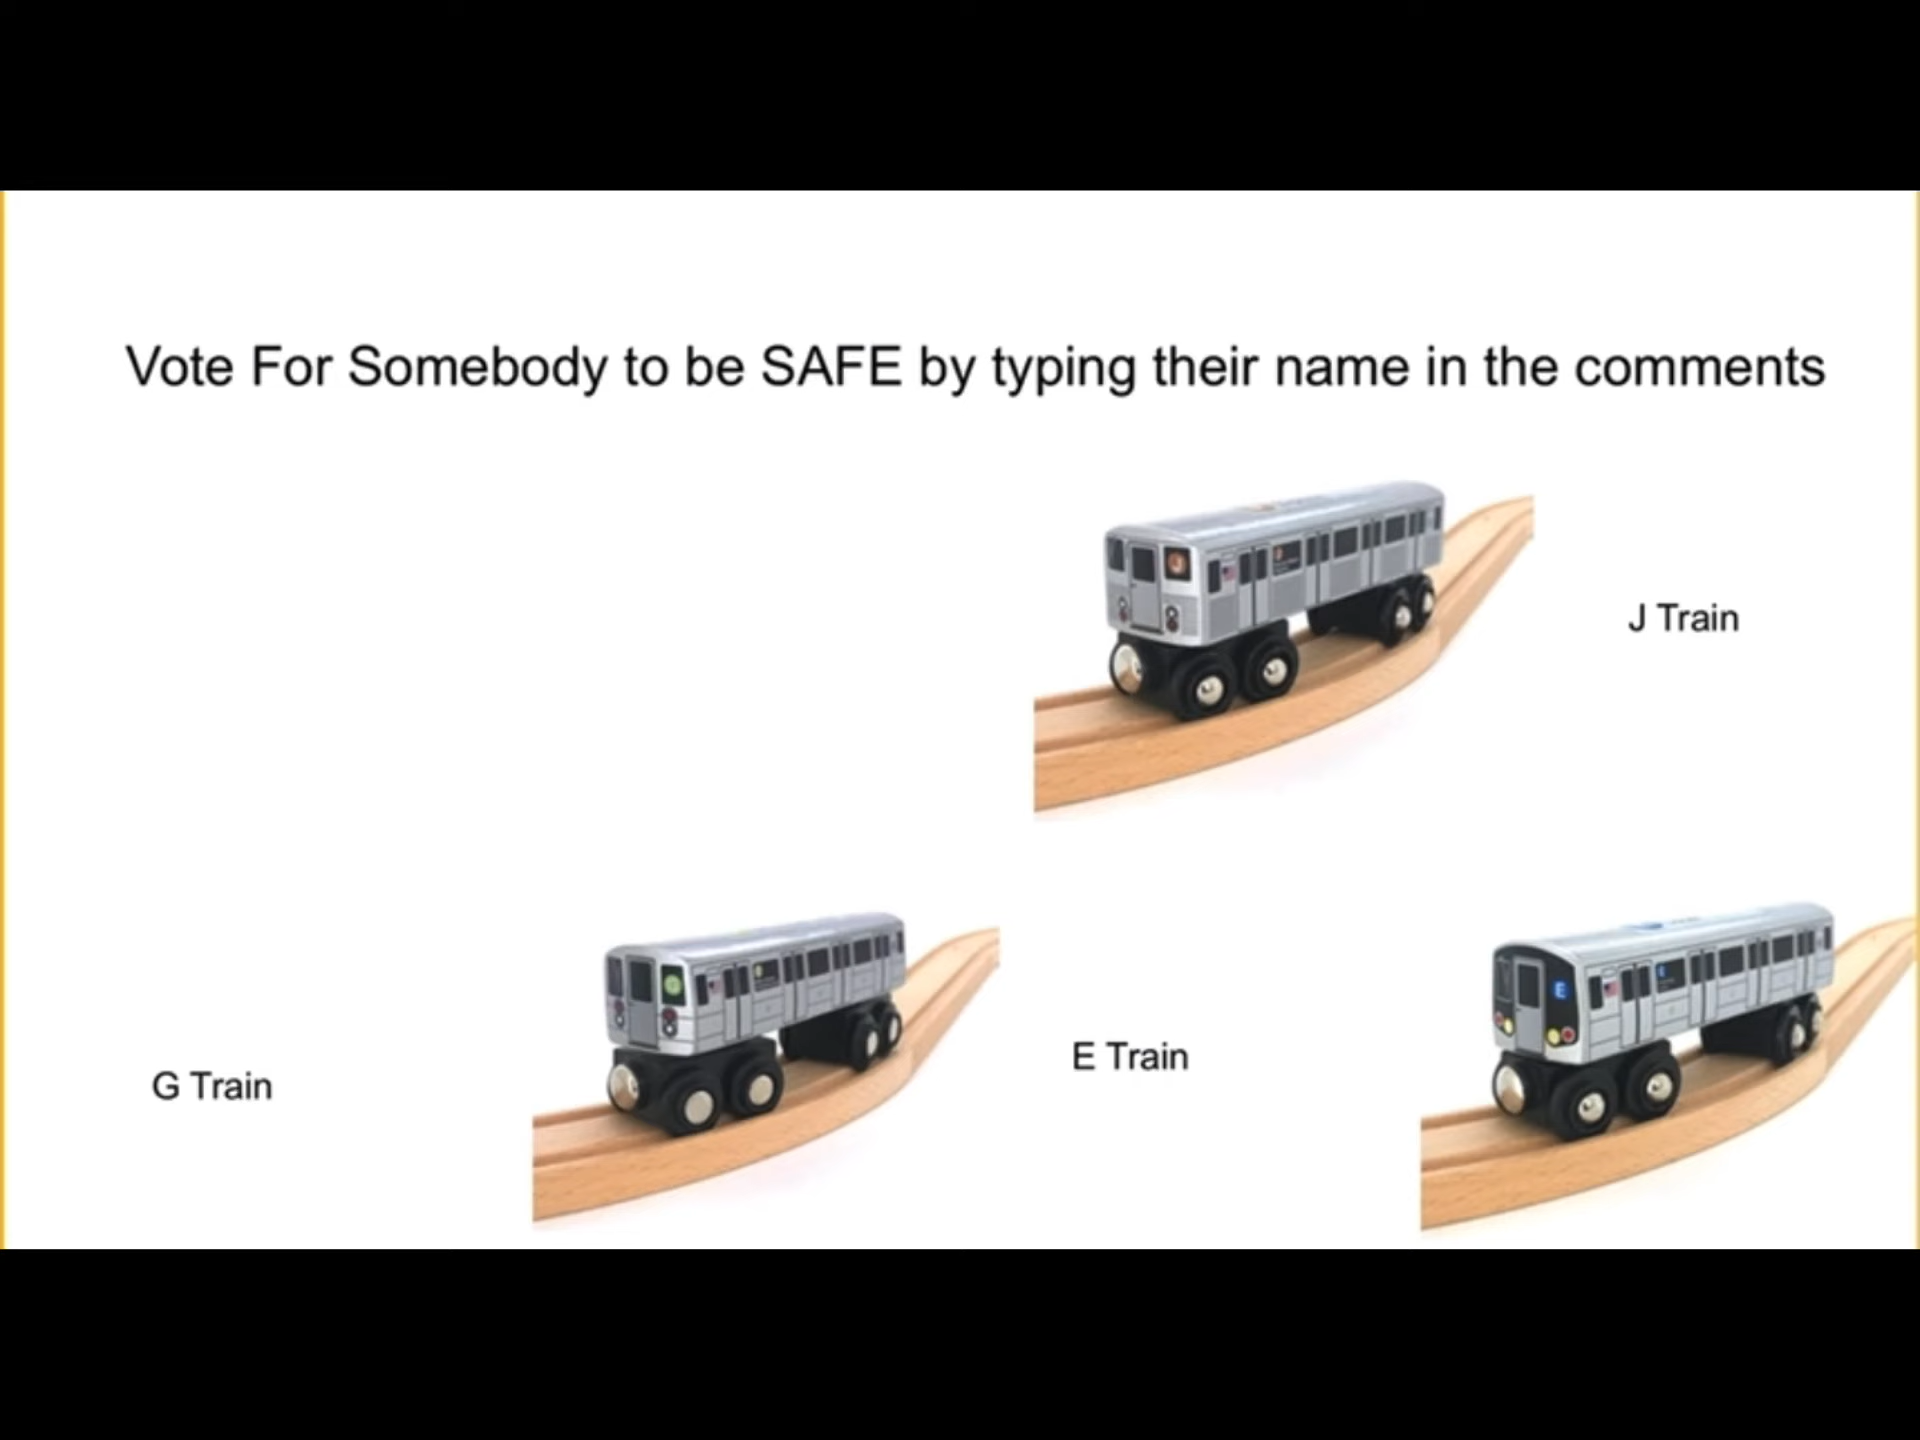 Vote For Somebody to be SAFE by typing their name in the comments
J
J Train
E
E Train
G Train